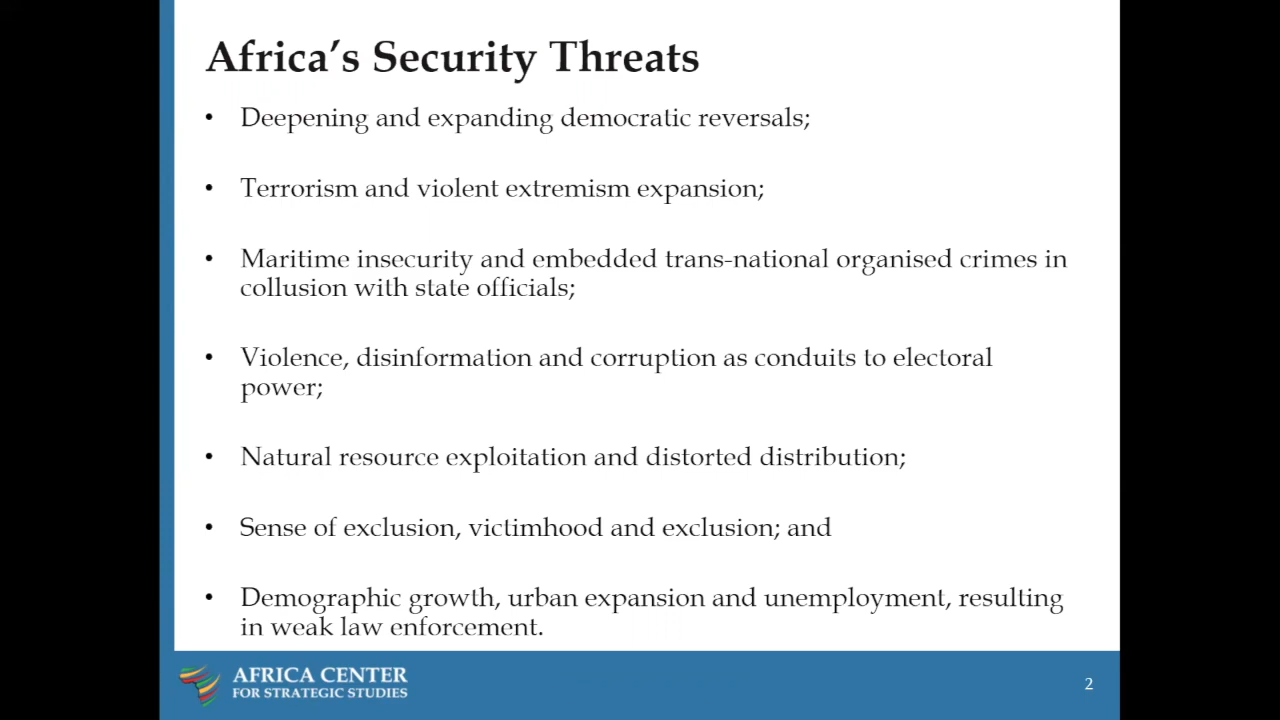 Africa’s Security Threats
• Deepening and expanding democratic reversals;
• Terrorism and violent extremism expansion;
• Maritime insecurity and embedded trans-national organised crimes in
collusion with state officials;
• Violence, disinformation and corruption as conduits to electoral
power;
• Natural resource exploitation and distorted distribution;
• Sense of exclusion, victimhood and exclusion; and
• Demographic growth, urban expansion and unemployment, resulting
in weak law enforcement.
AFRICA CENTER
FOR STRATEGIC STUDIES
2